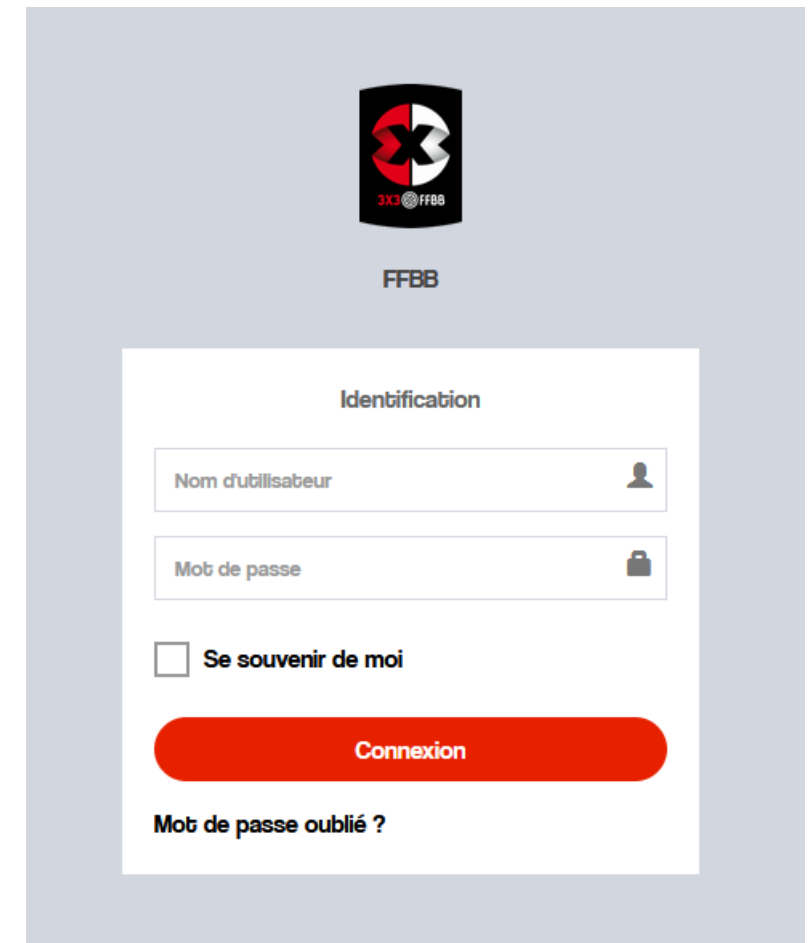 3X3 FFBB
FFBB
Identification
Nom d'utilisateur
Mot de passe
Se souvenir de moi
Connexion
Mot de passe oublié ?